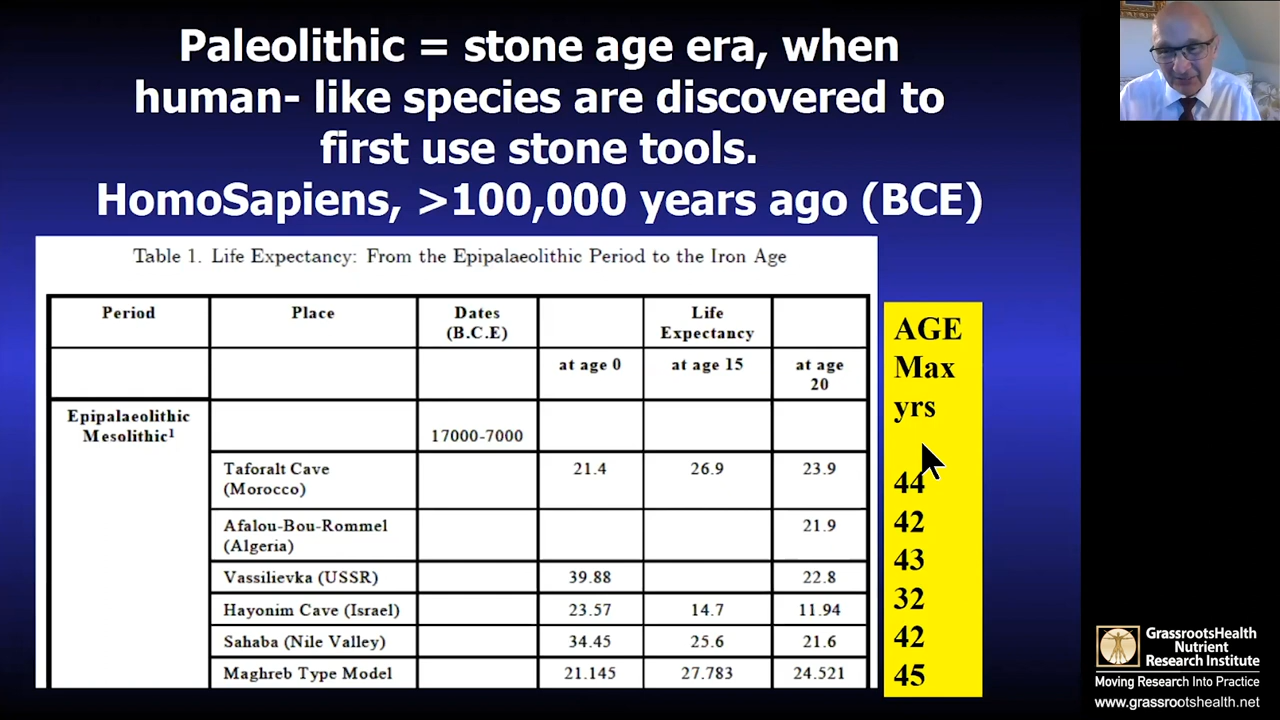 Paleolithic = stone age era, when
human- like species are discovered to
first use stone tools.
HomoSapiens, >100,000 years ago (BCE)
Table 1. Life Expectancy: From the Epipalaeolithic Period to the Iron Age
Period Place Dates (B.C.E) Life Expectancy
at age 0 at age 15 at age 20
Epipalaeolithic Mesolithic¹ 17000-7000
Taforalt Cave (Morocco) 21.4 26.9 23.9
Afalou-Bou-Rommel (Algeria) 21.9
Vassilievka (USSR) 39.88 22.8
Hayonim Cave (Israel) 23.57 14.7 11.94
Sahaba (Nile Valley) 34.45 25.6 21.6
Maghreb Type Model 21.145 27.783 24.521
AGE
Max
yrs
44
42
43
32
42
45
GrassrootsHealth
Nutrient
Research Institute
Moving Research Into Practice
www.grassrootshealth.net